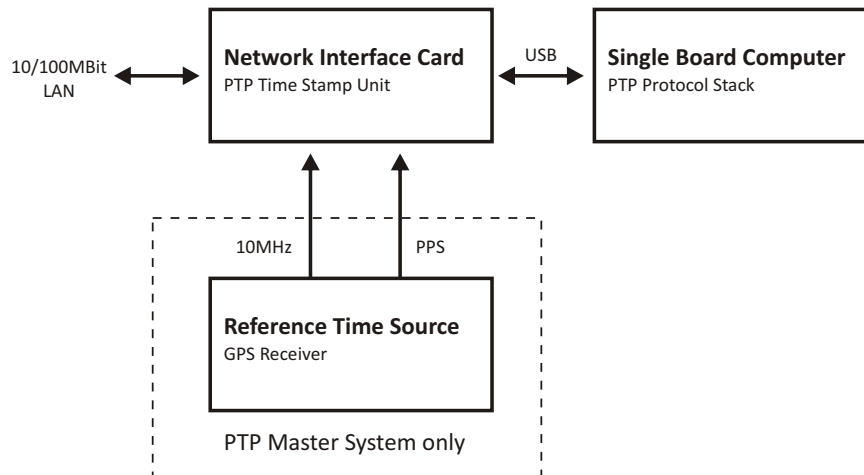 10/100MBit
LAN
Network Interface Card
PTP Time Stamp Unit
USB
Single Board Computer
PTP Protocol Stack
10MHz
PPS
Reference Time Source
GPS Receiver
PTP Master System only